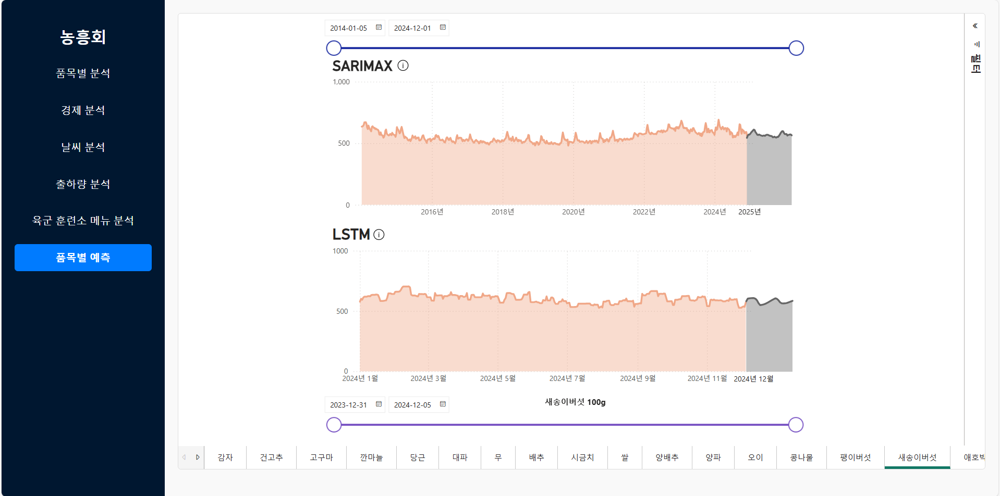 농흥회
품목별 분석
경제 분석
날씨 분석
출하량 분석
육군 훈련소 메뉴 분석
품목별 예측
2014-01-05 2024-12-01
SARIMAX
1,000
500
0
2016년 2018년 2020년 2022년 2024년 2025년
LSTM
1000
500
0
2024년 1월 2024년 3월 2024년 5월 2024년 7월 2024년 9월 2024년 11월 2024년 12월
2023-12-31 2024-12-05
새송이버섯 100g
감자 건고추 고구마 깐마늘 당근 대파 무 배추 시금치 쌀 양배추 양파 오이 콩나물 팽이버섯 새송이버섯 애호박
필터